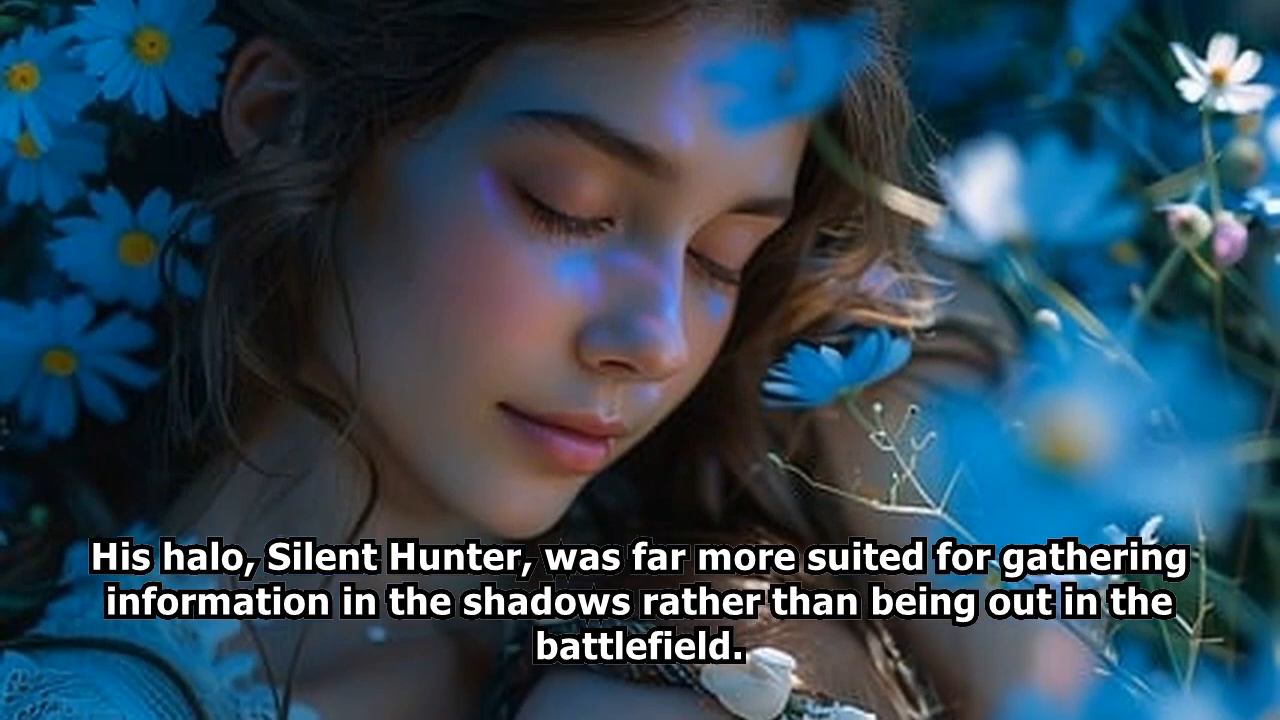 His halo, Silent Hunter, was far more suited for gathering
information in the shadows rather than being out in the
battlefield.